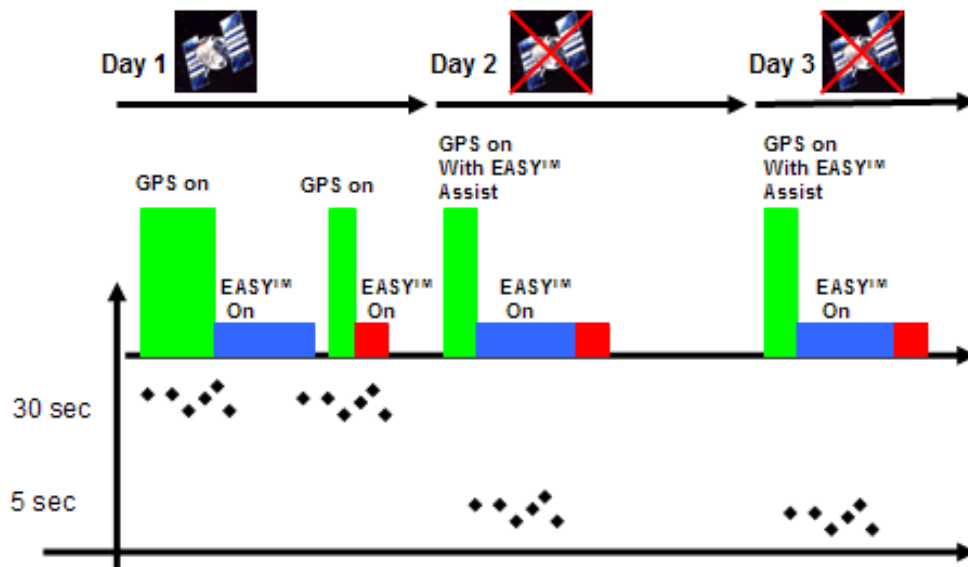 Day 1
Day 2
Day 3
GPS on
GPS on
GPS on
With EASY™
Assist
GPS on
With EASY™
Assist
EASY™
On
EASY™
On
EASY™
On
EASY™
On
30 sec
5 sec